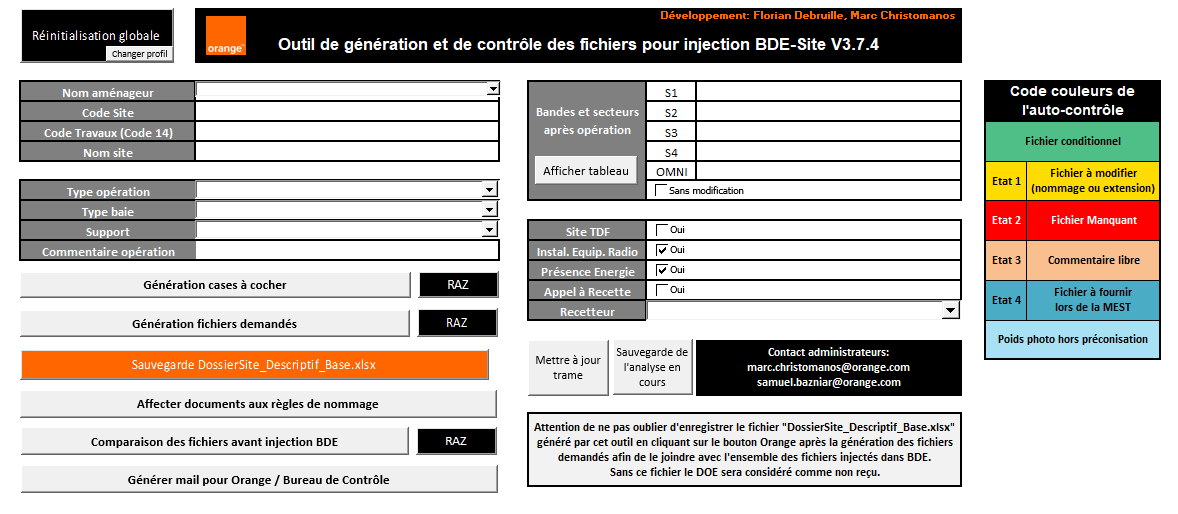 Réinitialisation globale
Changer profil
orange™
Développement: Florian Debruille, Marc Christomanos
Outil de génération et de contrôle des fichiers pour injection BDE-Site V3.7.4
Nom aménageur
Code Site
Code Travaux (Code 14)
Nom site
Type opération
Type baie
Support
Commentaire opération
Génération cases à cocher
RAZ
Génération fichiers demandés
RAZ
Sauvegarde DossierSite_Descriptif_Base.xlsx
Affecter documents aux règles de nommage
Comparaison des fichiers avant injection BDE
RAZ
Générer mail pour Orange / Bureau de Contrôle
Bandes et secteurs
après opération
Afficher tableau
S1
S2
S3
S4
OMNI
Sans modification
Site TDF
Oui
Instal. Equip. Radio
Oui
Présence Energie
Oui
Appel à Recette
Oui
Recetteur
Mettre à jour
trame
Sauvegarde de
l'analyse en
cours
Contact administrateurs:
marc.christomanos@orange.com
samuel.bazniar@orange.com
Attention de ne pas oublier d'enregistrer le fichier "DossierSite_Descriptif_Base.xlsx"
généré par cet outil en cliquant sur le bouton Orange après la génération des fichiers
demandés afin de le joindre avec l'ensemble des fichiers injectés dans BDE.
Sans ce fichier le DOE sera considéré comme non reçu.
Code couleurs de
l'auto-contrôle
Fichier conditionnel
Etat 1
Fichier à modifier
(nommage ou extension)
Etat 2
Fichier Manquant
Etat 3
Commentaire libre
Etat 4
Fichier à fournir
lors de la MEST
Poids photo hors préconisation